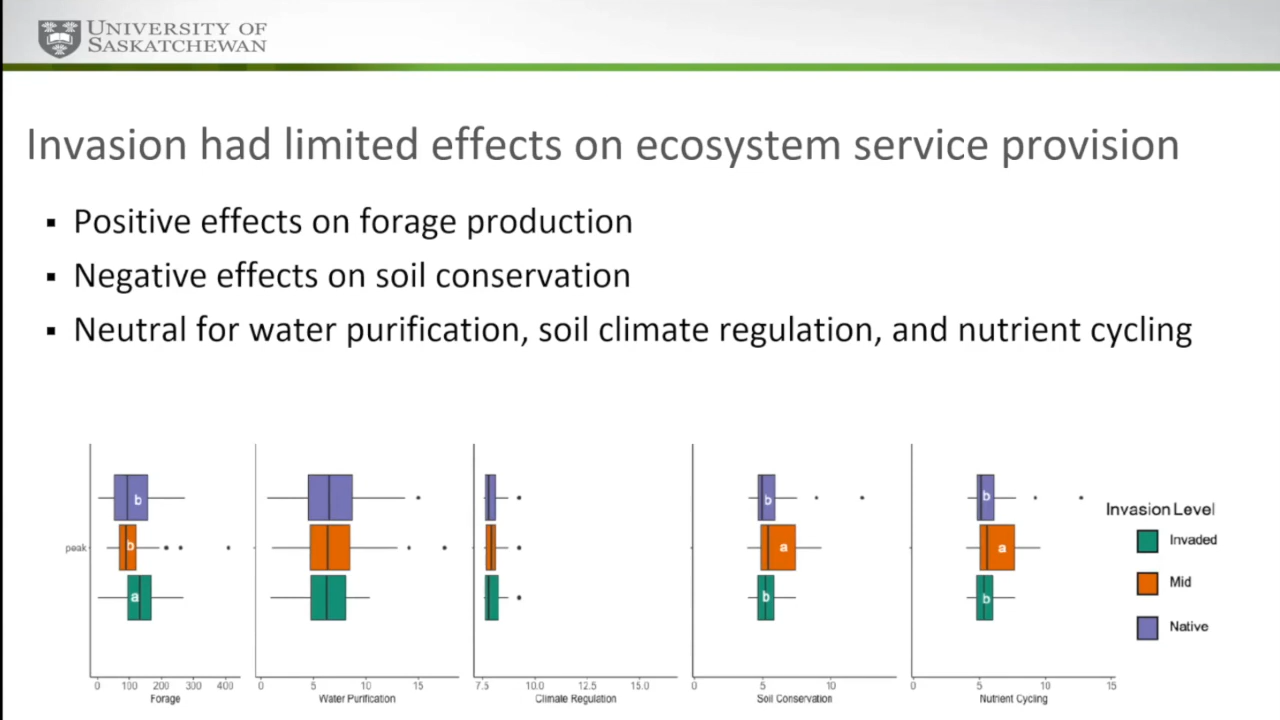 UNIVERSITY OF
SASKATCHEWAN
Invasion had limited effects on ecosystem service provision
▪ Positive effects on forage production
▪ Negative effects on soil conservation
▪ Neutral for water purification, soil climate regulation, and nutrient cycling
peak
b
b
a
b
a
b
b
a
b
Invasion Level
Invaded
Mid
Native
0 100 200 300 400
Forage
0 5 10 15
Water Purification
7.5 10.0 12.5 15.0
Climate Regulation
0 5 10
Soil Conservation
0 5 10 15
Nutrient Cycling